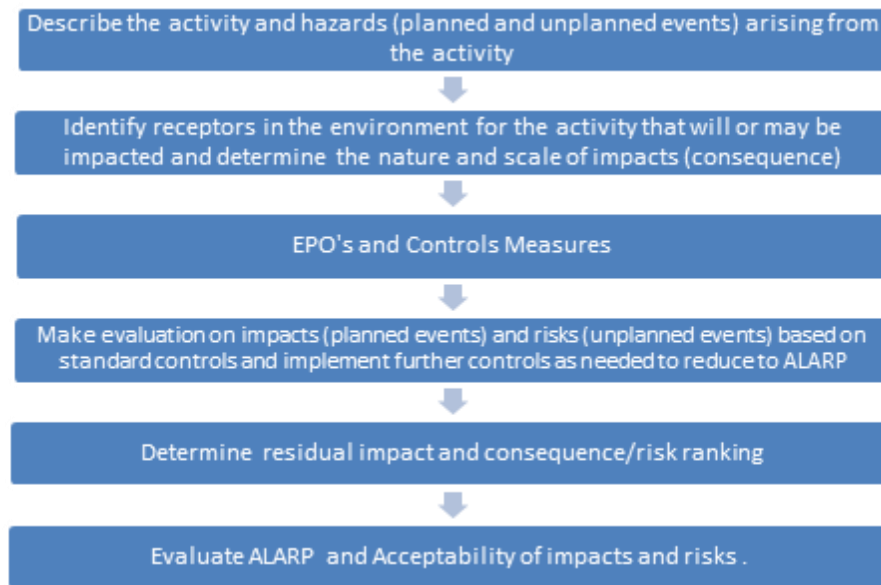 Describe the activity and hazards (planned and unplanned events) arising from
the activity
Identify receptors in the environment for the activity that will or may be
impacted and determine the nature and scale of impacts (consequence)
EPO's and Controls Measures
Make evaluation on impacts (planned events) and risks (unplanned events) based on
standard controls and implement further controls as needed to reduce to ALARP
Determine residual impact and consequence/risk ranking
Evaluate ALARP and Acceptability of impacts and risks .